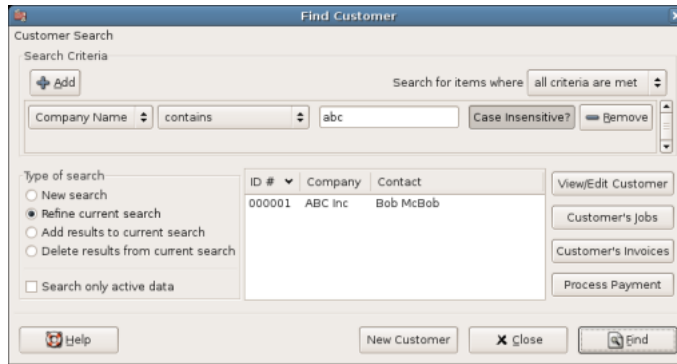 Find Customer
Customer Search
Search Criteria
Add
Search for items where all criteria are met
Company Name contains abc Case Insensitive? Remove
Type of search
New search
Refine current search
Add results to current search
Delete results from current search
Search only active data
ID # Company Contact
000001 ABC Inc Bob McBob
View/Edit Customer
Customer's Jobs
Customer's Invoices
Process Payment
Help New Customer Close Find